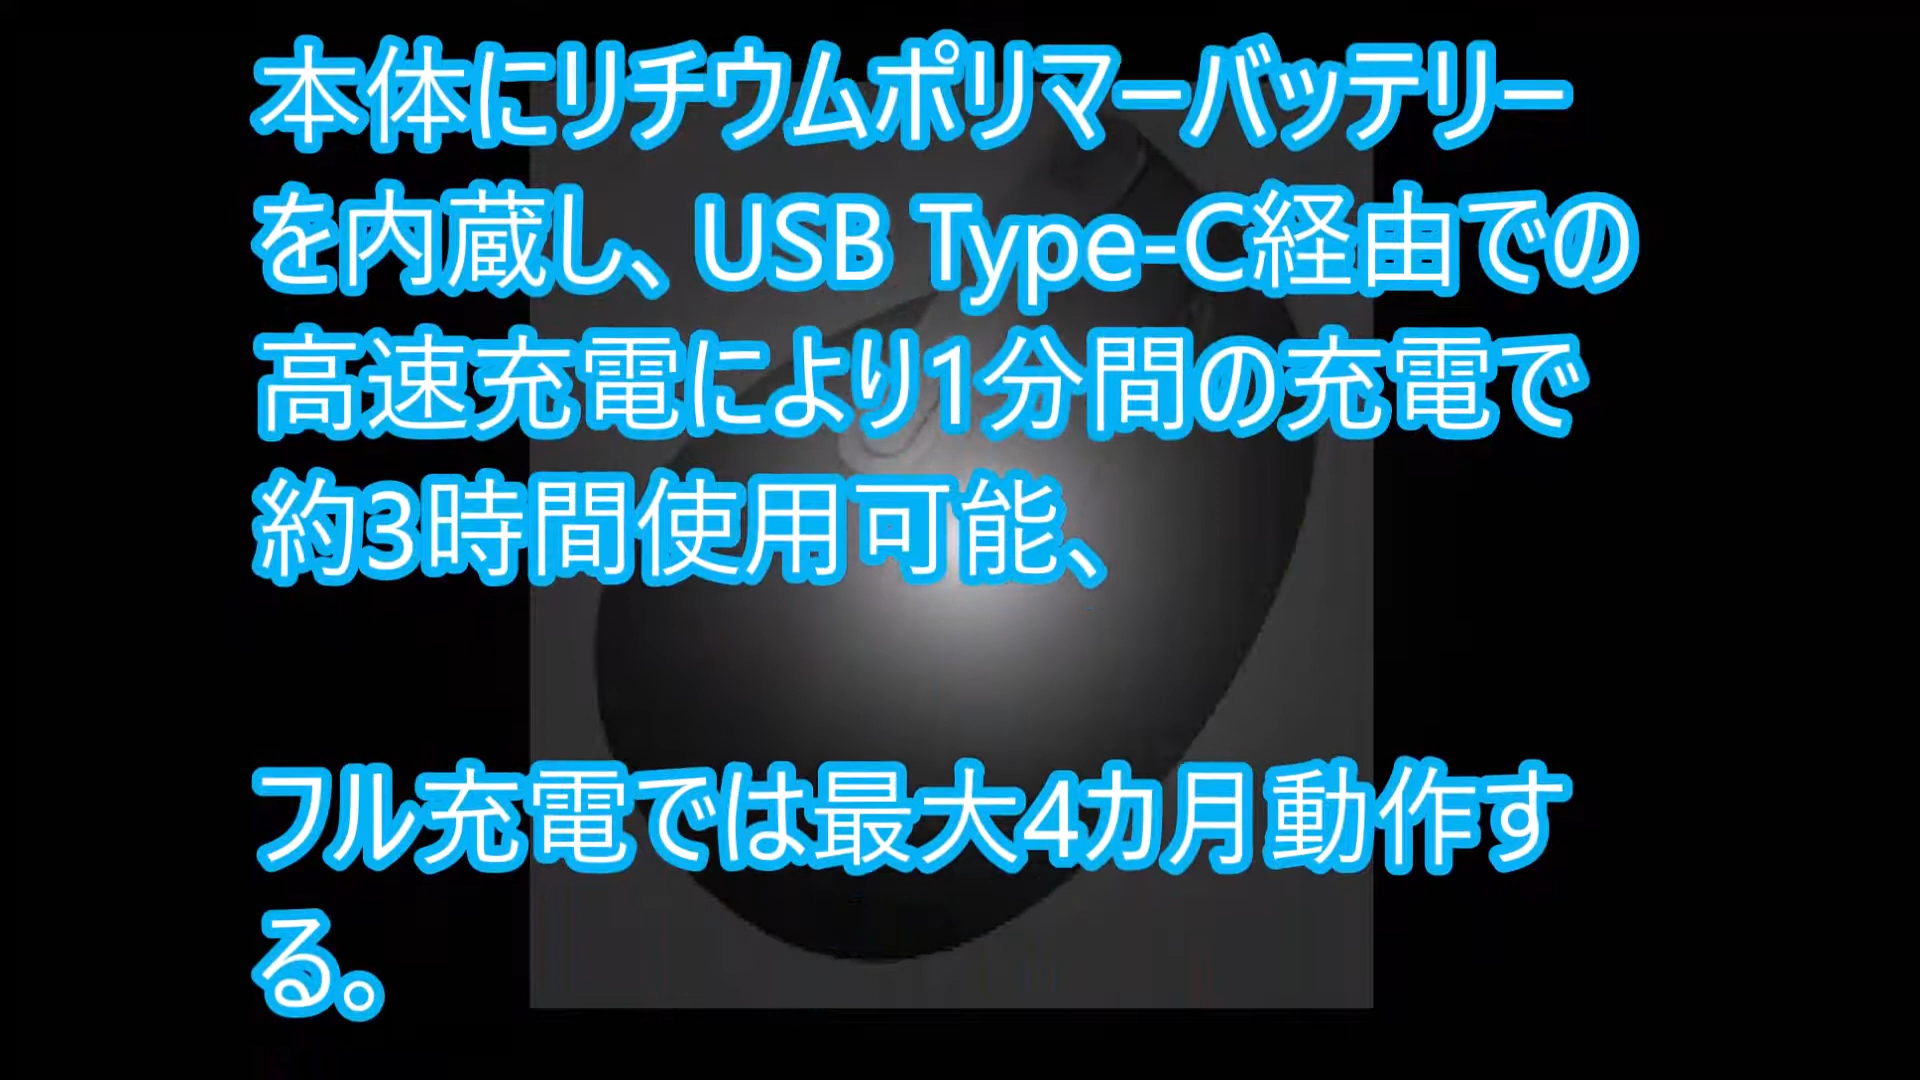 本体にリチウムポリマーバッテリー
を内蔵し、USB Type-C経由での
高速充電により1分間の充電で
約3時間使用可能、
フル充電では最大4カ月動作す
る。